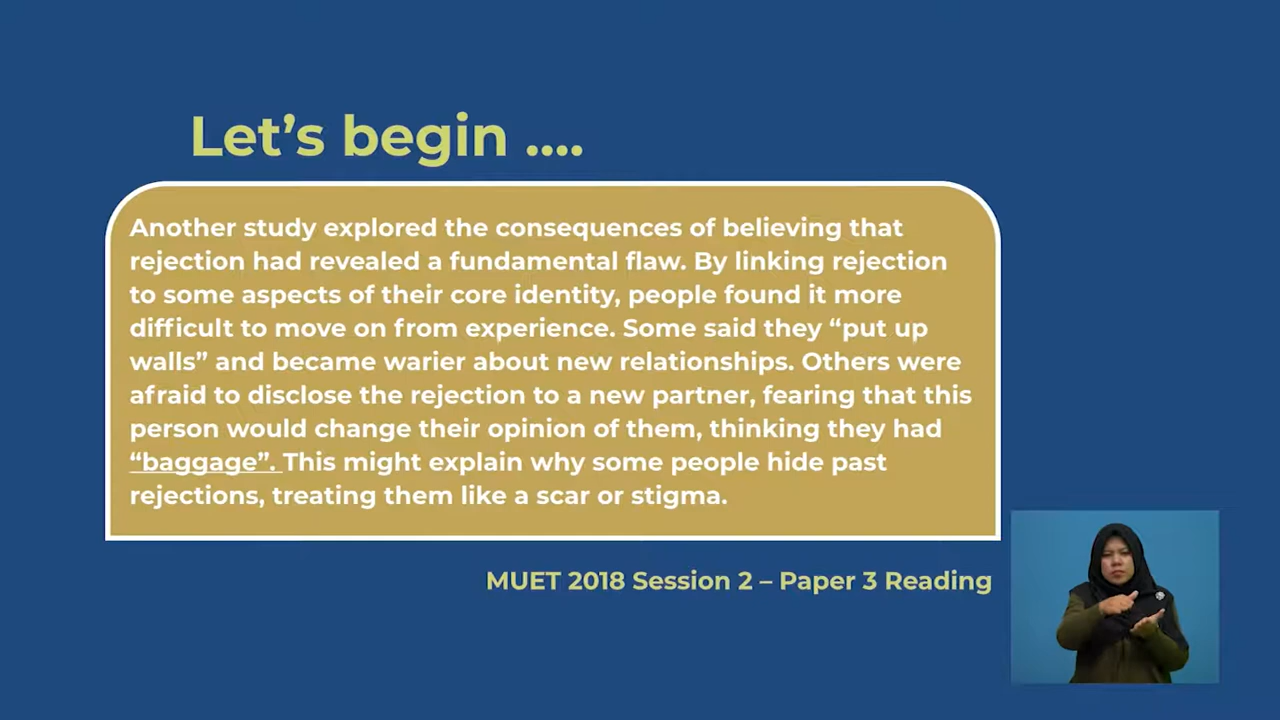 Let's begin ....
Another study explored the consequences of believing that
rejection had revealed a fundamental flaw. By linking rejection
to some aspects of their core identity, people found it more
difficult to move on from experience. Some said they “put up
walls” and became warier about new relationships. Others were
afraid to disclose the rejection to a new partner, fearing that this
person would change their opinion of them, thinking they had
“baggage”. This might explain why some people hide past
rejections, treating them like a scar or stigma.
MUET 2018 Session 2 – Paper 3 Reading